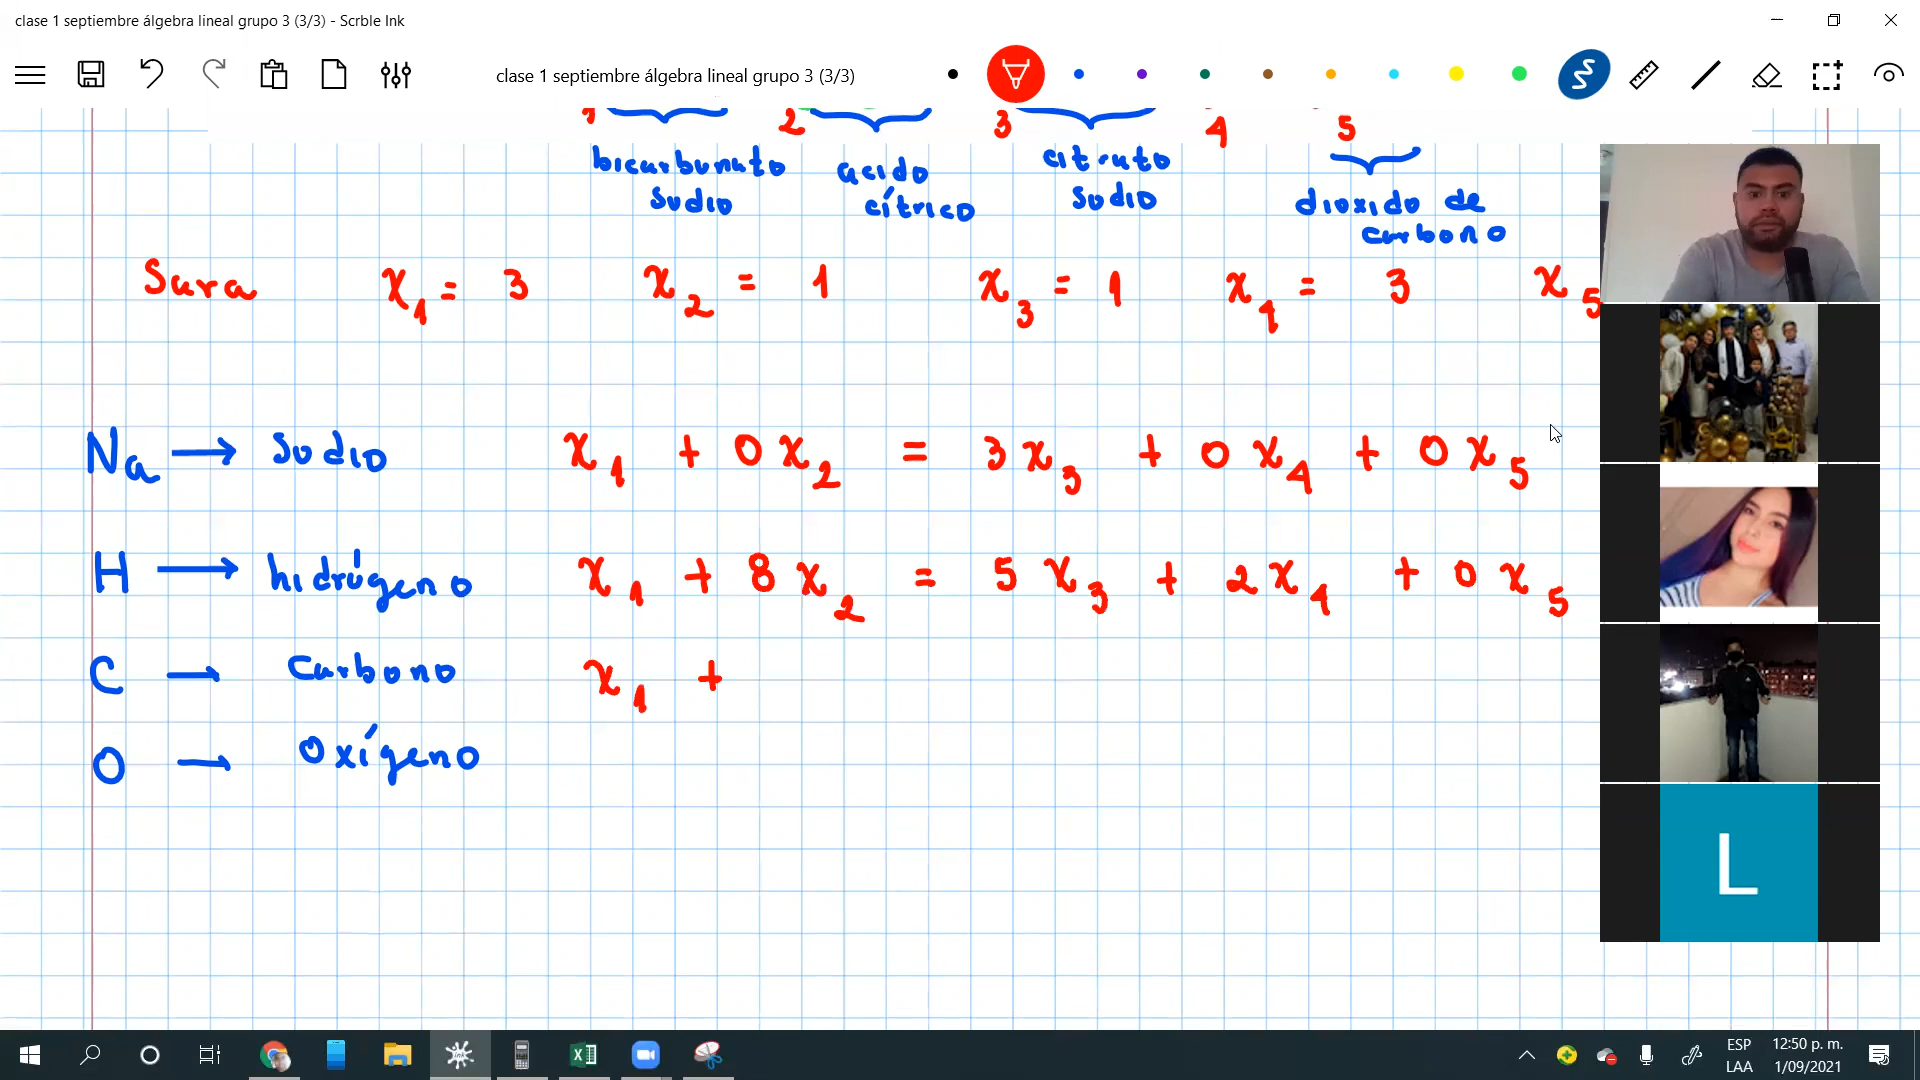 clase 1 septiembre álgebra lineal grupo 3 (3/3) - Scrble Ink
clase 1 septiembre álgebra lineal grupo 3 (3/3)
1 2 3 4 5
bicarbonato sodio
acido cítrico
citrato sodio
dioxido de carbono
Sara x₁ = 3 x₂ = 1 x₃ = 1 x₄ = 3 x₅
Na → sodio x₁ + 0x₂ = 3x₃ + 0x₄ + 0x₅
H → hidrógeno x₁ + 8x₂ = 5x₃ + 2x₄ + 0x₅
C → Carbono x₁ +
O → Oxígeno
L
ESP
LAA
12:50 p. m.
1/09/2021